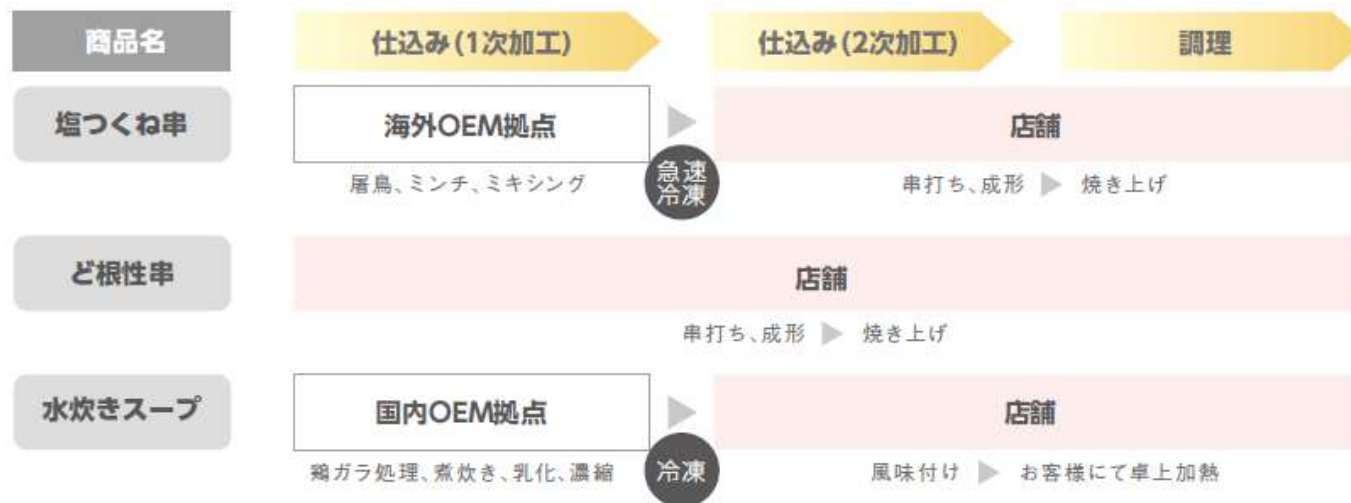 商品名
仕込み(1次加工)
仕込み(2次加工)
調理
塩つくね串
海外OEM拠点
店舗
急速
冷凍
屠鳥、ミンチ、ミキシング
串打ち、成形 ▶ 焼き上げ
ど根性串
店舗
串打ち、成形 ▶ 焼き上げ
水炊きスープ
国内OEM拠点
店舗
鶏ガラ処理、煮炊き、乳化、濃縮
冷凍
風味付け ▶ お客様にて卓上加熱